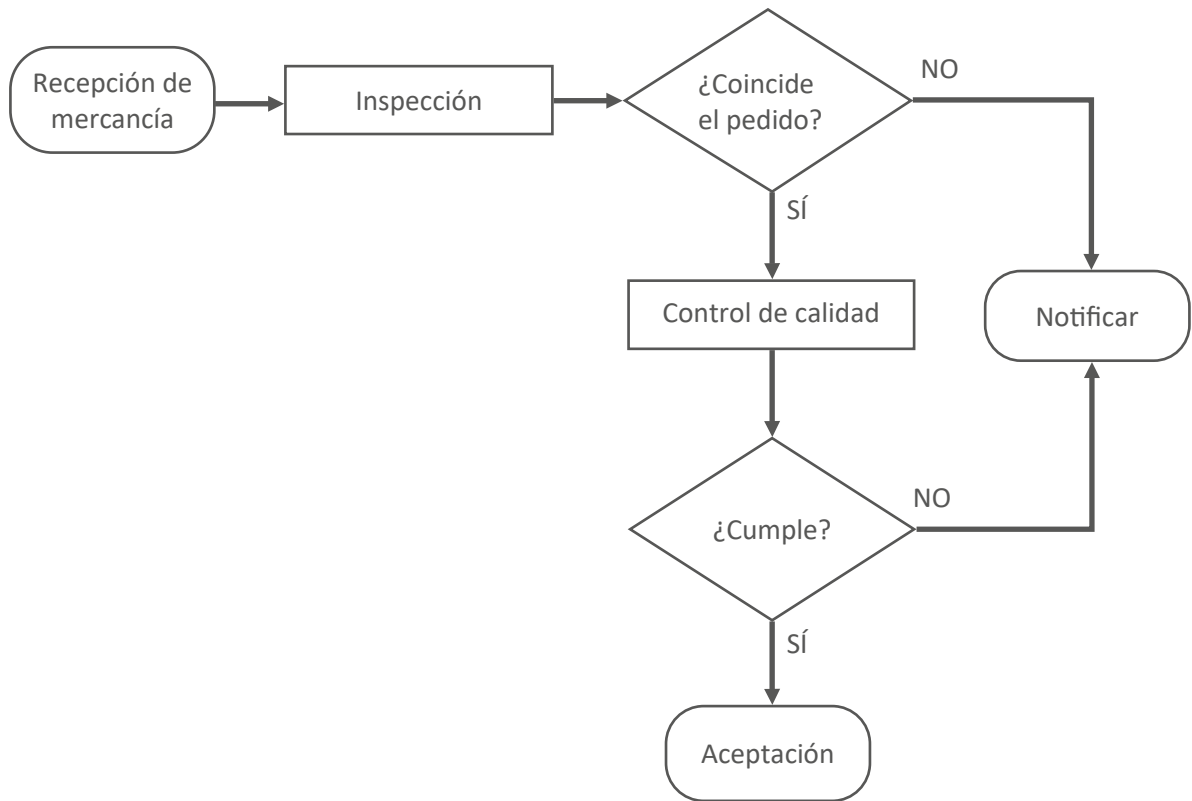 Recepción de
mercancía
Inspección
¿Coincide
el pedido?
NO
SÍ
Control de calidad
Notificar
¿Cumple?
NO
SÍ
Aceptación